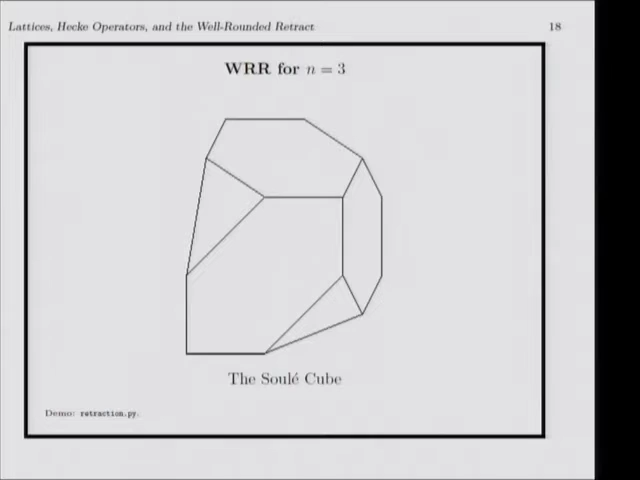 Lattices, Hecke Operators, and the Well-Rounded Retract 18
WRR for n = 3
The Soulé Cube
Demo: retraction.py.